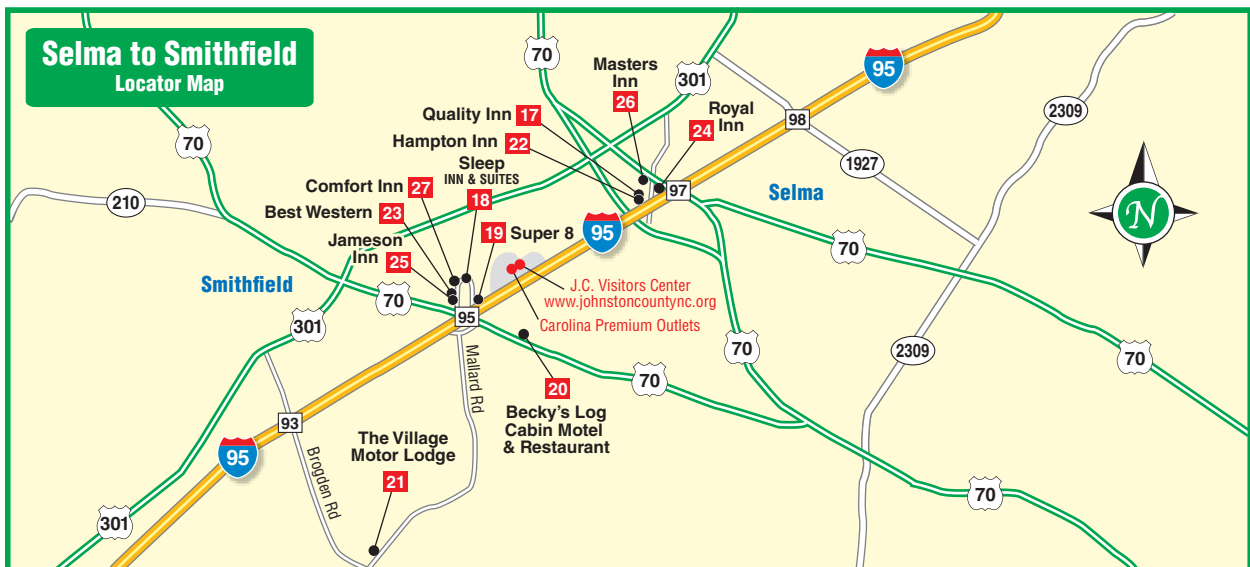 Selma to Smithfield
Locator Map
70
301
95
Masters
Inn
26
Royal
Inn
24
Quality Inn 17
Hampton Inn 22
98
2309
1927
70
Sleep
INN & SUITES
18
Comfort Inn 27
97
Selma
210
Best Western 23
95
19 Super 8
Jameson
Inn 25
70
Smithfield
J.C. Visitors Center
www.johnstoncountync.org
Carolina Premium Outlets
70
95
301
Mallard Rd
70
2309
70
70
20
Becky's Log
Cabin Motel
& Restaurant
93
The Village
Motor Lodge
21
95
Brogden Rd
70
301
N